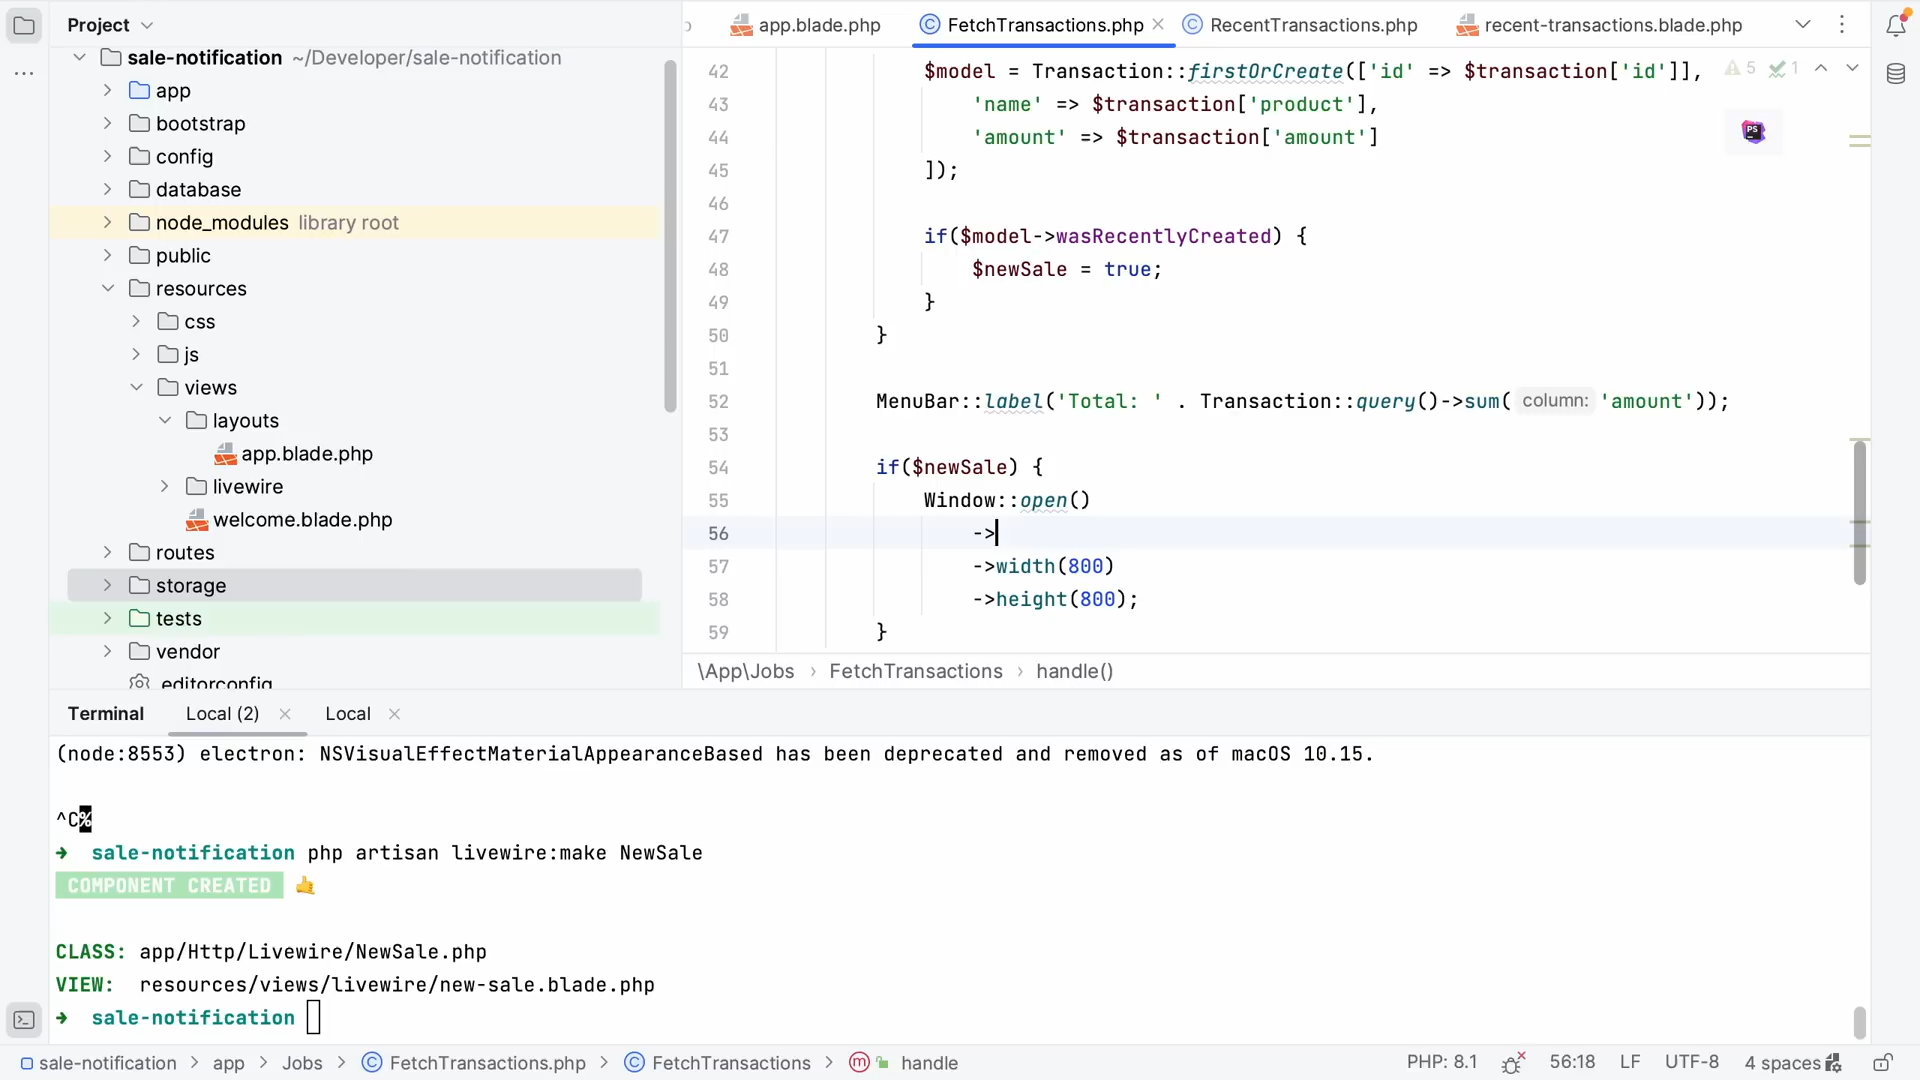 Project
sale-notification ~/Developer/sale-notification
app
bootstrap
config
database
node_modules library root
public
resources
css
js
views
layouts
app.blade.php
livewire
welcome.blade.php
routes
storage
tests
vendor
.editorconfig
app.blade.php
FetchTransactions.php
RecentTransactions.php
recent-transactions.blade.php
5
1
PS
42 $model = Transaction::firstOrCreate(['id' => $transaction['id']],
43 'name' => $transaction['product'],
44 'amount' => $transaction['amount']
45 ]);
46
47 if($model->wasRecentlyCreated) {
48 $newSale = true;
49 }
50 }
51
52 MenuBar::label('Total: ' . Transaction::query()->sum( column: 'amount'));
53
54 if($newSale) {
55 Window::open()
56 ->
57 ->width(800)
58 ->height(800);
59 }
\App\Jobs › FetchTransactions › handle()
Terminal Local (2) Local
(node:8553) electron: NSVisualEffectMaterialAppearanceBased has been deprecated and removed as of macOS 10.15.
^C%
➜ sale-notification php artisan livewire:make NewSale
COMPONENT CREATED 🤙
CLASS: app/Http/Livewire/NewSale.php
VIEW: resources/views/livewire/new-sale.blade.php
➜ sale-notification
sale-notification > app > Jobs > FetchTransactions.php > FetchTransactions > handle
PHP: 8.1 56:18 LF UTF-8 4 spaces